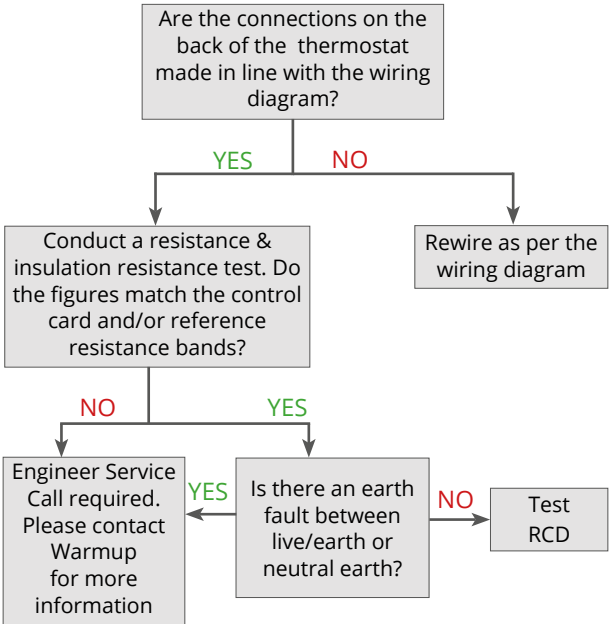 Are the connections on the
back of the thermostat
made in line with the wiring
diagram?
YES
NO
Conduct a resistance &
insulation resistance test. Do
the figures match the control
card and/or reference
resistance bands?
Rewire as per the
wiring diagram
NO
YES
Engineer Service
Call required.
Please contact
Warmup
for more
information
YES
Is there an earth
fault between
live/earth or
neutral earth?
NO
Test
RCD